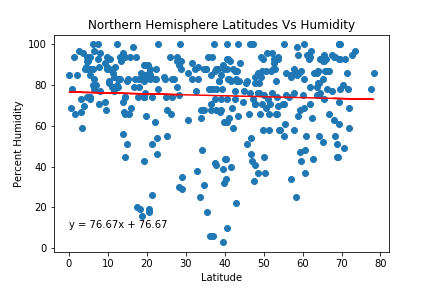 Northern Hemisphere Latitudes Vs Humidity
100
80
60
40
20
0
Percent Humidity
y = 76.67x + 76.67
0 10 20 30 40 50 60 70 80
Latitude